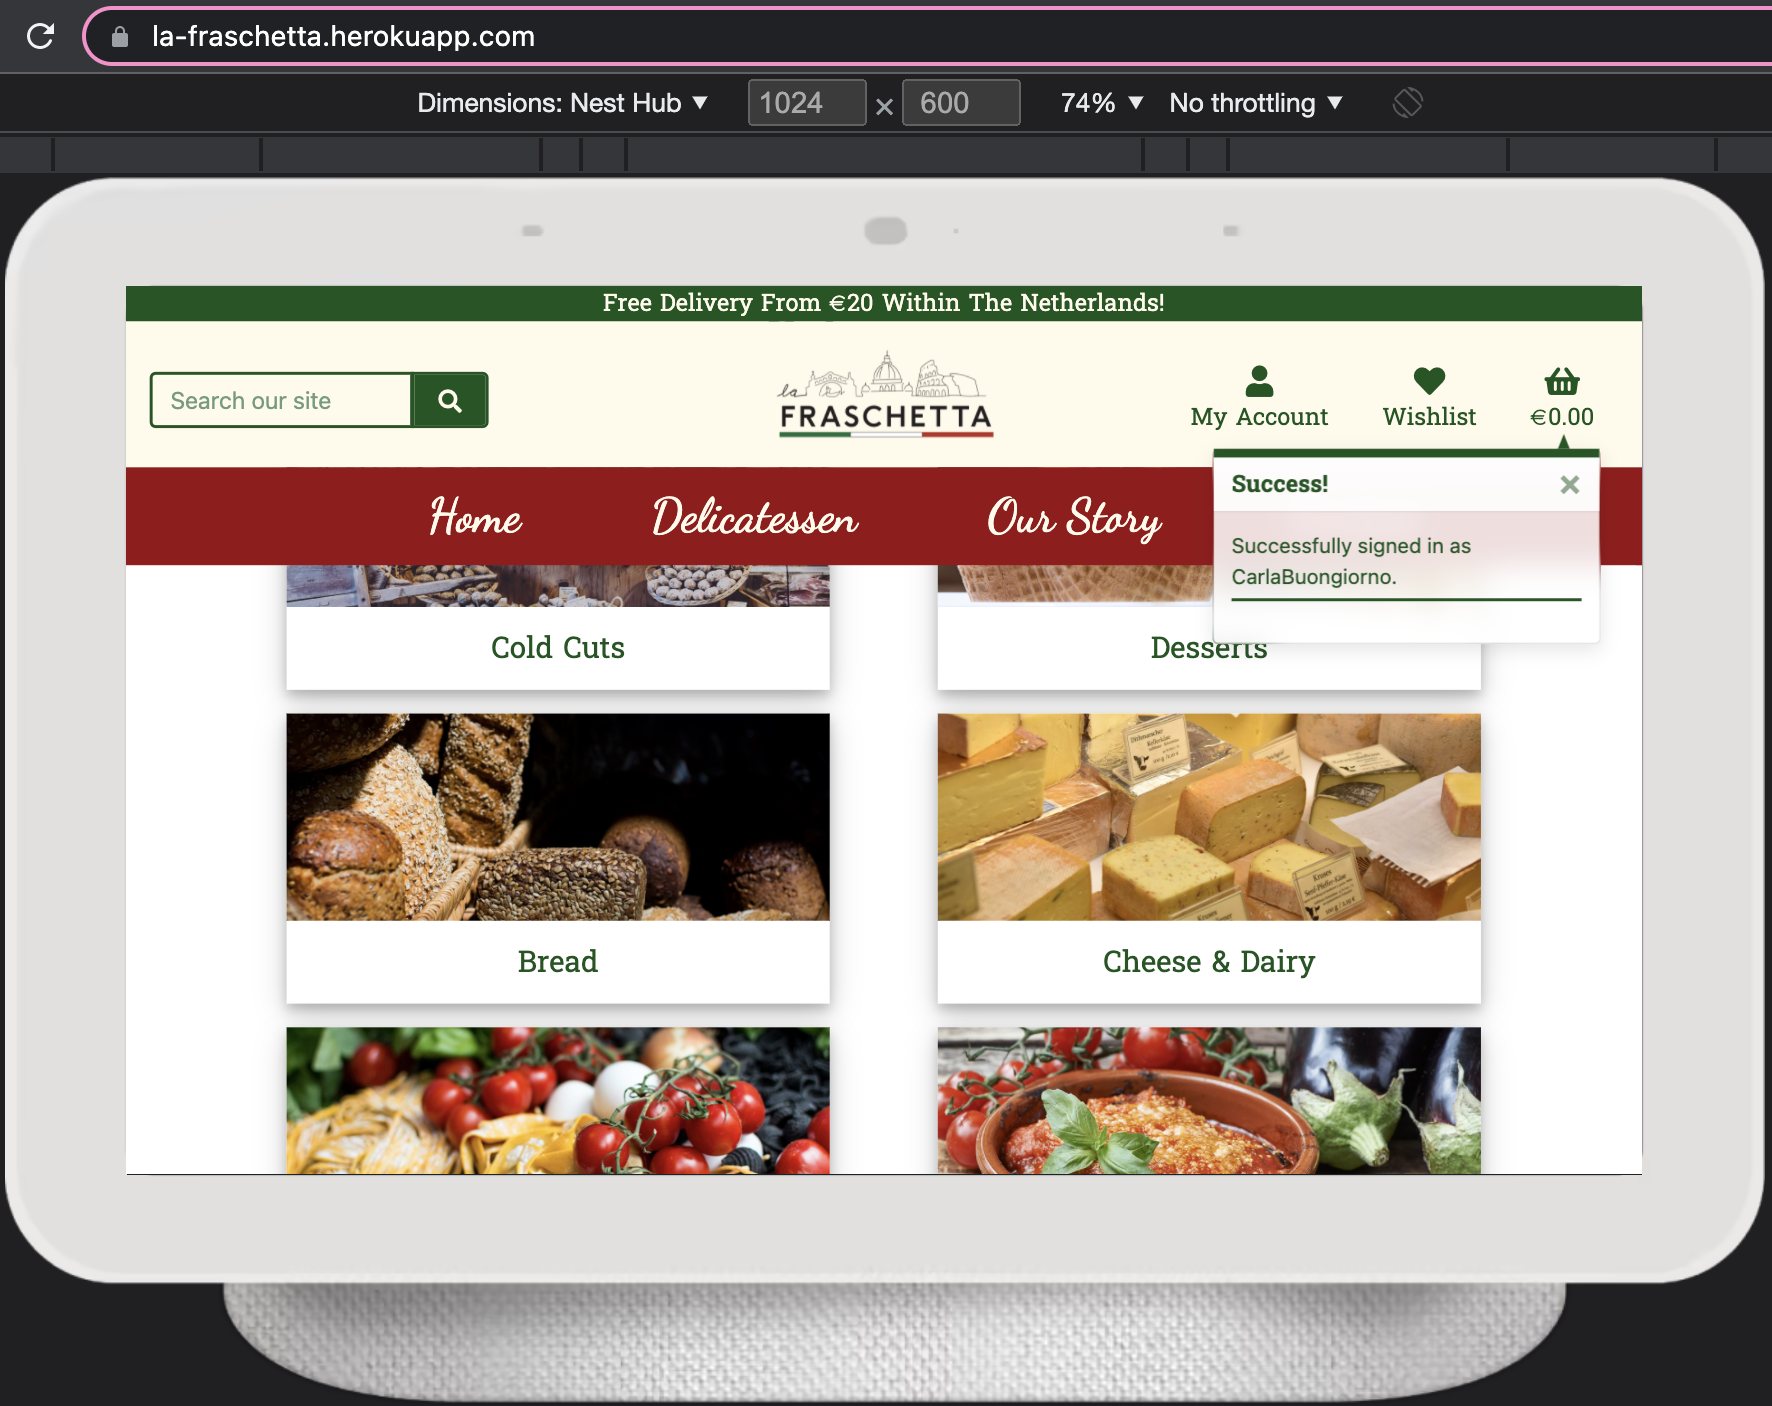 la-fraschetta.herokuapp.com
Dimensions: Nest Hub ▼ 1024 × 600 74% ▼ No throttling ▼
Free Delivery From €20 Within The Netherlands!
Search our site
la
FRASCHETTA
My Account Wishlist €0.00
Home Delicatessen Our Story
Success! ×
Successfully signed in as
CarlaBuongiorno.
Cold Cuts Desserts
Bread Cheese & Dairy